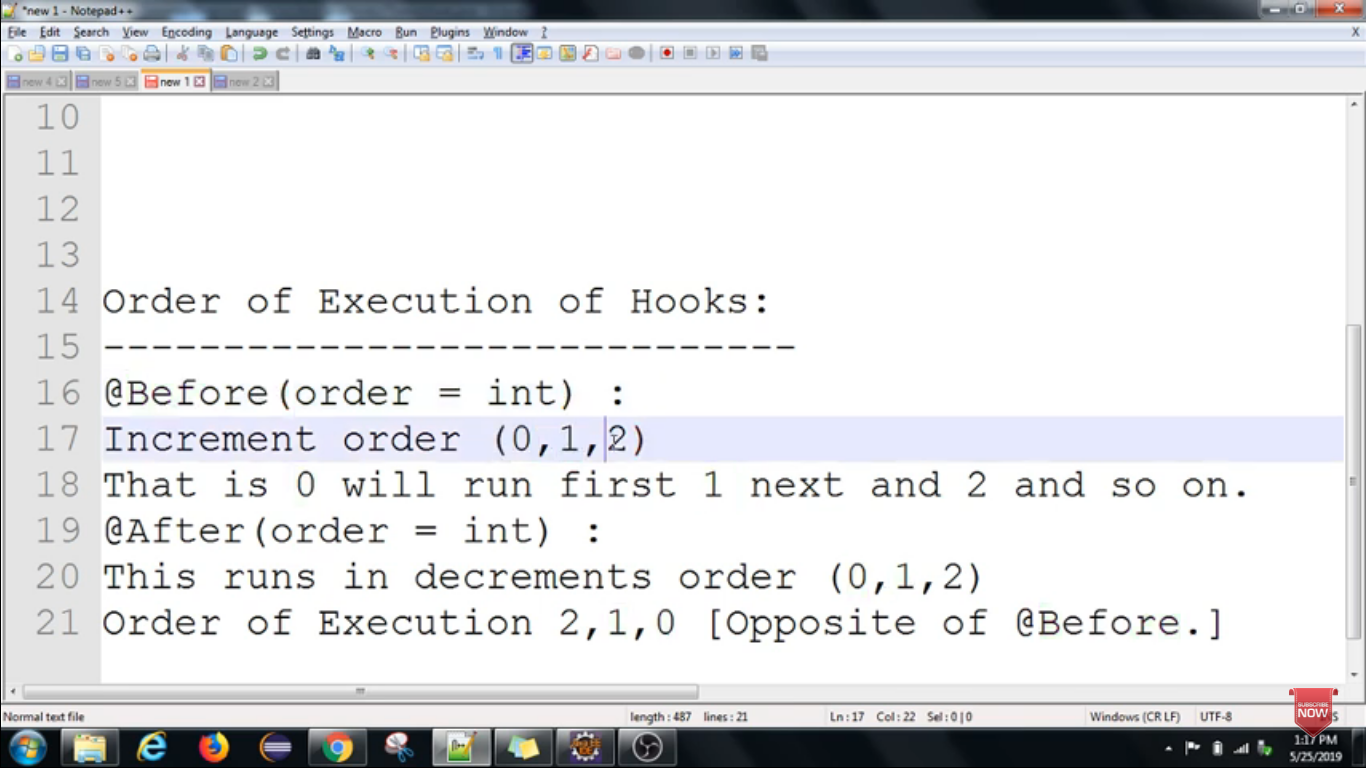 *new 1 - Notepad++
File Edit Search View Encoding Language Settings Macro Run Plugins Window ?
X
new 4 new 5 new 1 new 2
10
11
12
13
14 Order of Execution of Hooks:
15 -----------------------------
16 @Before(order = int) :
17 Increment order (0,1,2)
18 That is 0 will run first 1 next and 2 and so on.
19 @After(order = int) :
20 This runs in decrements order (0,1,2)
21 Order of Execution 2,1,0 [Opposite of @Before.]
Normal text file length : 487 lines : 21 Ln : 17 Col : 22 Sel : 0 | 0 Windows (CR LF) UTF-8
SUBSCRIBE
NOW
1:17 PM
5/25/2019